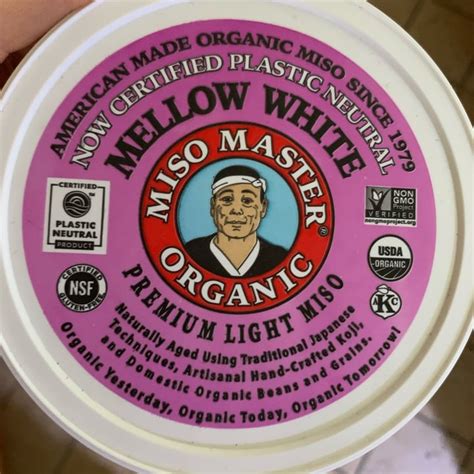 AMERICAN MADE ORGANIC MISO SINCE 1979
NOW CERTIFIED PLASTIC NEUTRAL
MELLOW WHITE
MISO MASTER®
ORGANIC
CERTIFIED
PLASTIC
NEUTRAL
PRODUCT
NON
GMO
Project
VERIFIED
nongmoproject.org
CERTIFIED
NSF
GLUTEN-FREE
USDA
ORGANIC
AKC
PREMIUM LIGHT MISO
Naturally Aged Using Traditional Japanese
Techniques, Artisanal Hand-Crafted Koji,
and Domestic Organic Beans and Grains.
Organic Yesterday, Organic Today, Organic Tomorrow!